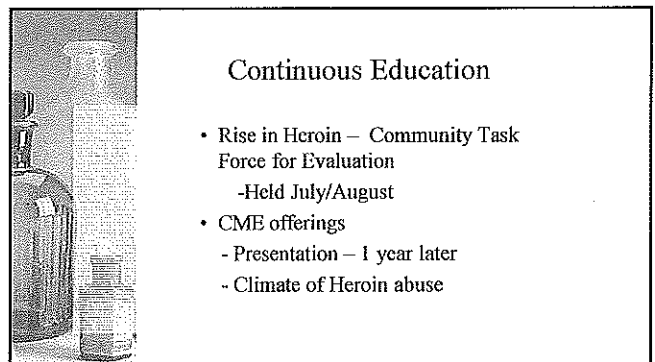 Continuous Education
• Rise in Heroin – Community Task
Force for Evaluation
-Held July/August
• CME offerings
- Presentation – 1 year later
- Climate of Heroin abuse